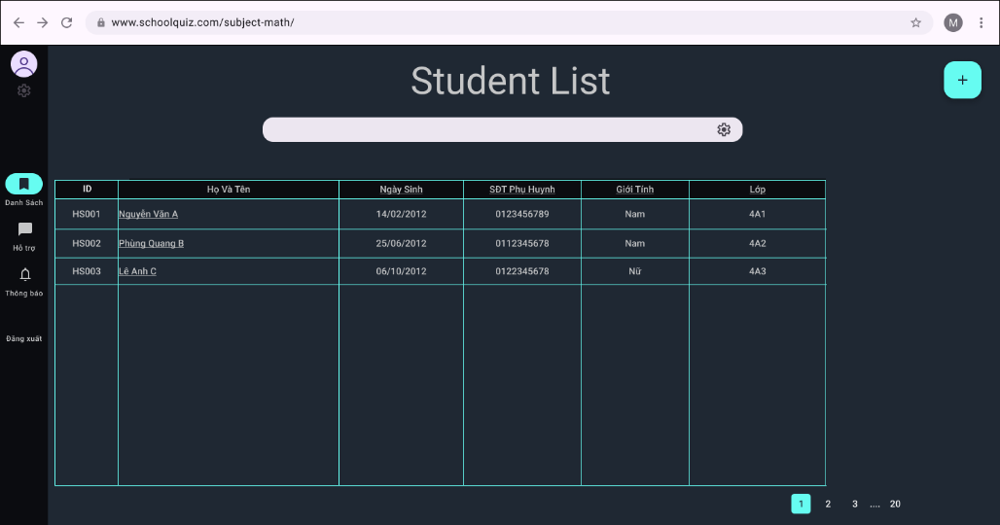 www.schoolquiz.com/subject-math/
M
Student List
+
Danh Sách
Hỗ trợ
Thông báo
Đăng xuất
ID Họ Và Tên Ngày Sinh SĐT Phụ Huynh Giới Tính Lớp
HS001 Nguyễn Văn A 14/02/2012 0123456789 Nam 4A1
HS002 Phùng Quang B 25/06/2012 0112345678 Nam 4A2
HS003 Lê Anh C 06/10/2012 0122345678 Nữ 4A3
1 2 3 .... 20